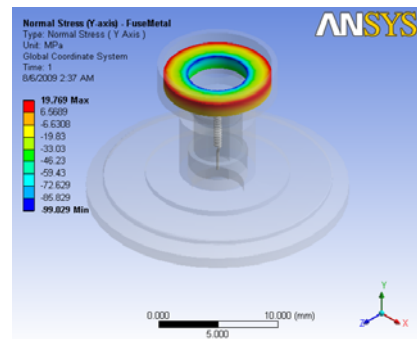 Normal Stress (Y-axis) - FuseMetal
Type: Normal Stress ( Y Axis )
Unit: MPa
Global Coordinate System
Time: 1
8/6/2009 2:37 AM
ANSYS
19.769 Max
6.5689
-6.6308
-19.83
-33.03
-46.23
-59.43
-72.629
-85.829
-99.029 Min
0.000
10.000 (mm)
5.000
Y
Z
X